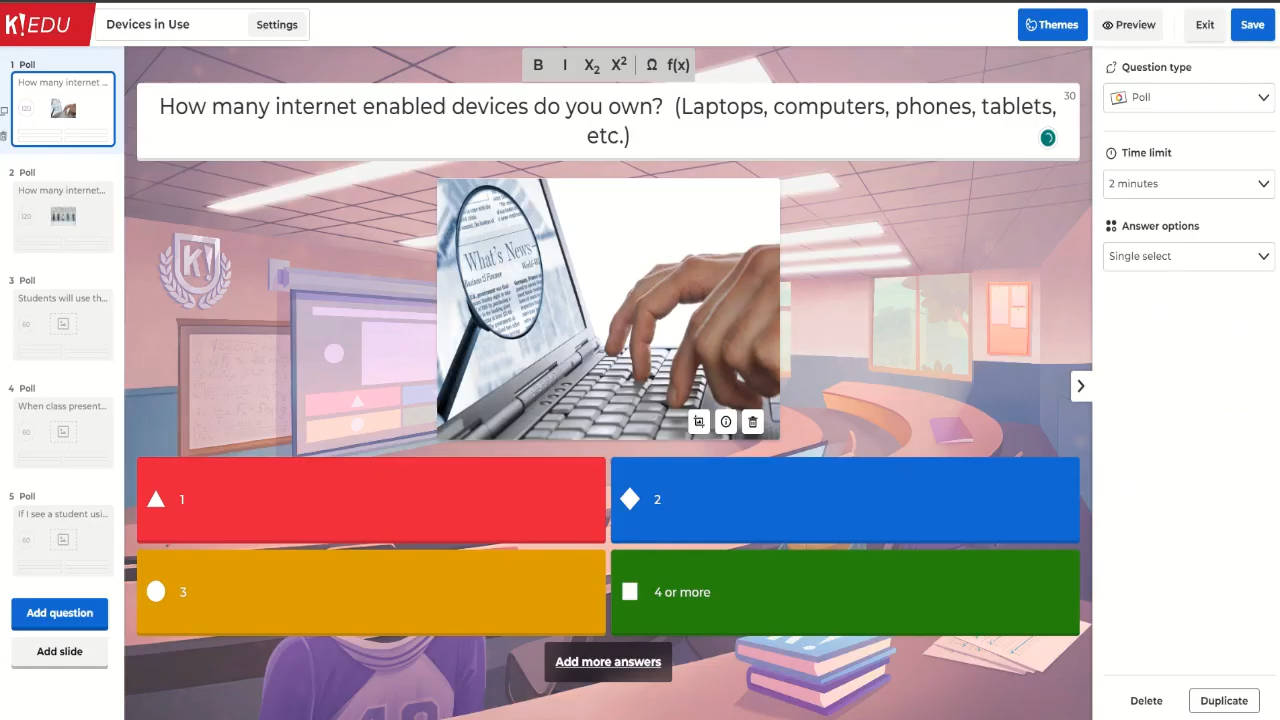 K!EDU
Devices in Use
Settings
Themes
Preview
Exit
Save
1 Poll
How many internet ...
120
2 Poll
How many internet...
120
3 Poll
Students will use th...
60
4 Poll
When class present...
60
5 Poll
If I see a student usi...
60
Add question
Add slide
B I X2 X2 Ω f(x)
How many internet enabled devices do you own? (Laptops, computers, phones, tablets,
etc.)
30
What's News
Business & Finance
World-W
K!
1
2
3
4 or more
Add more answers
Question type
Poll
Time limit
2 minutes
Answer options
Single select
Delete
Duplicate